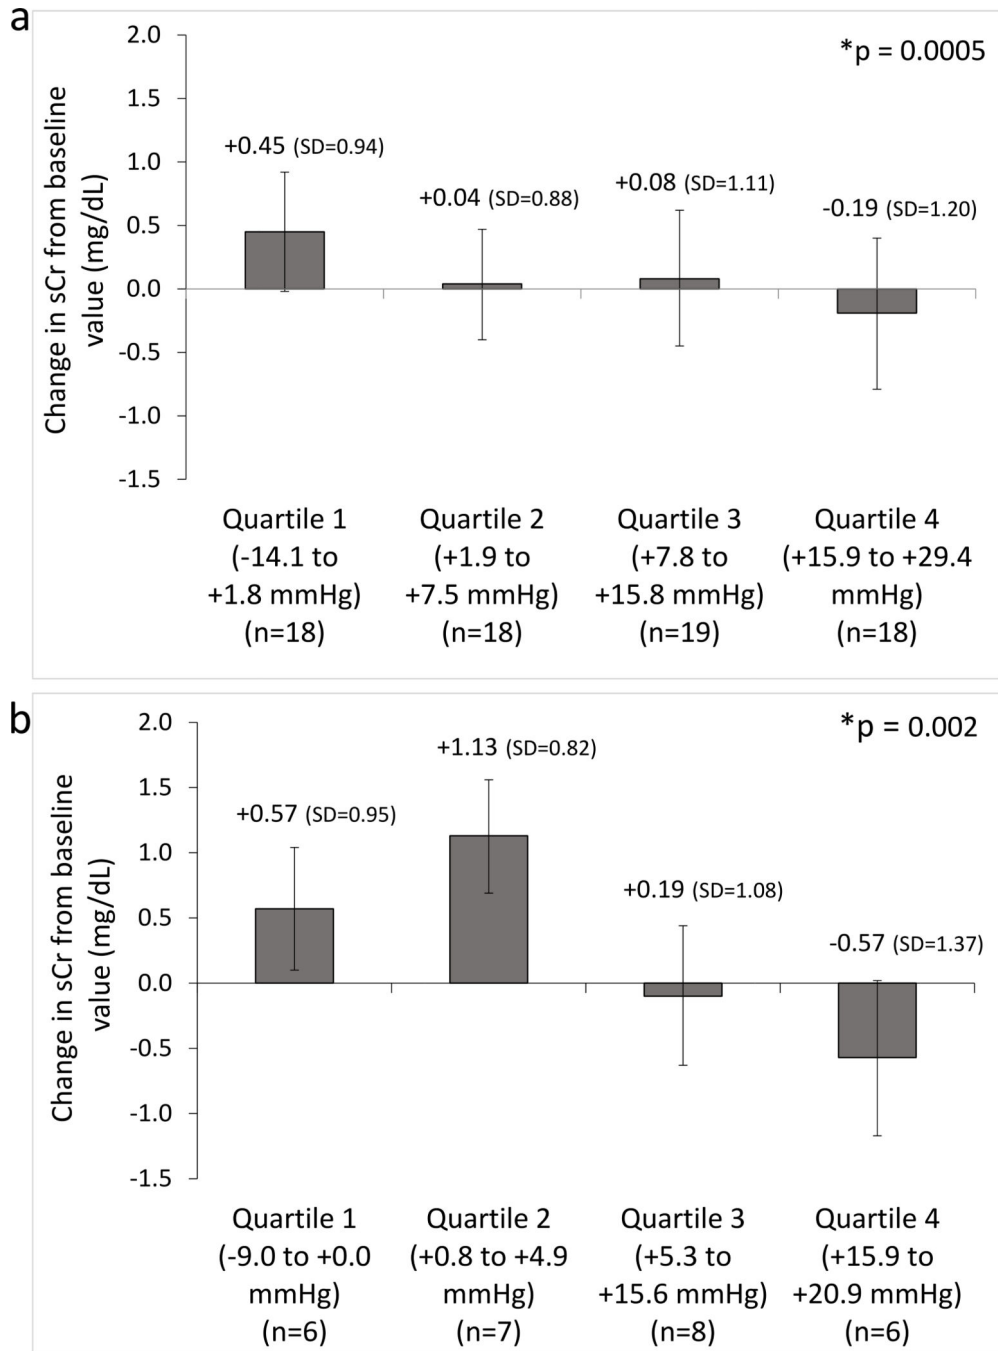 a
*p = 0.0005
Change in sCr from baseline
value (mg/dL)
2.0
1.5
1.0
0.5
0.0
-0.5
-1.0
-1.5
+0.45 (SD=0.94)
+0.04 (SD=0.88)
+0.08 (SD=1.11)
-0.19 (SD=1.20)
Quartile 1
(-14.1 to
+1.8 mmHg)
(n=18)
Quartile 2
(+1.9 to
+7.5 mmHg)
(n=18)
Quartile 3
(+7.8 to
+15.8 mmHg)
(n=19)
Quartile 4
(+15.9 to +29.4
mmHg)
(n=18)
b
*p = 0.002
Change in sCr from baseline
value (mg/dL)
2.0
1.5
1.0
0.5
0.0
-0.5
-1.0
-1.5
+0.57 (SD=0.95)
+1.13 (SD=0.82)
+0.19 (SD=1.08)
-0.57 (SD=1.37)
Quartile 1
(-9.0 to +0.0
mmHg)
(n=6)
Quartile 2
(+0.8 to +4.9
mmHg)
(n=7)
Quartile 3
(+5.3 to
+15.6 mmHg)
(n=8)
Quartile 4
(+15.9 to
+20.9 mmHg)
(n=6)